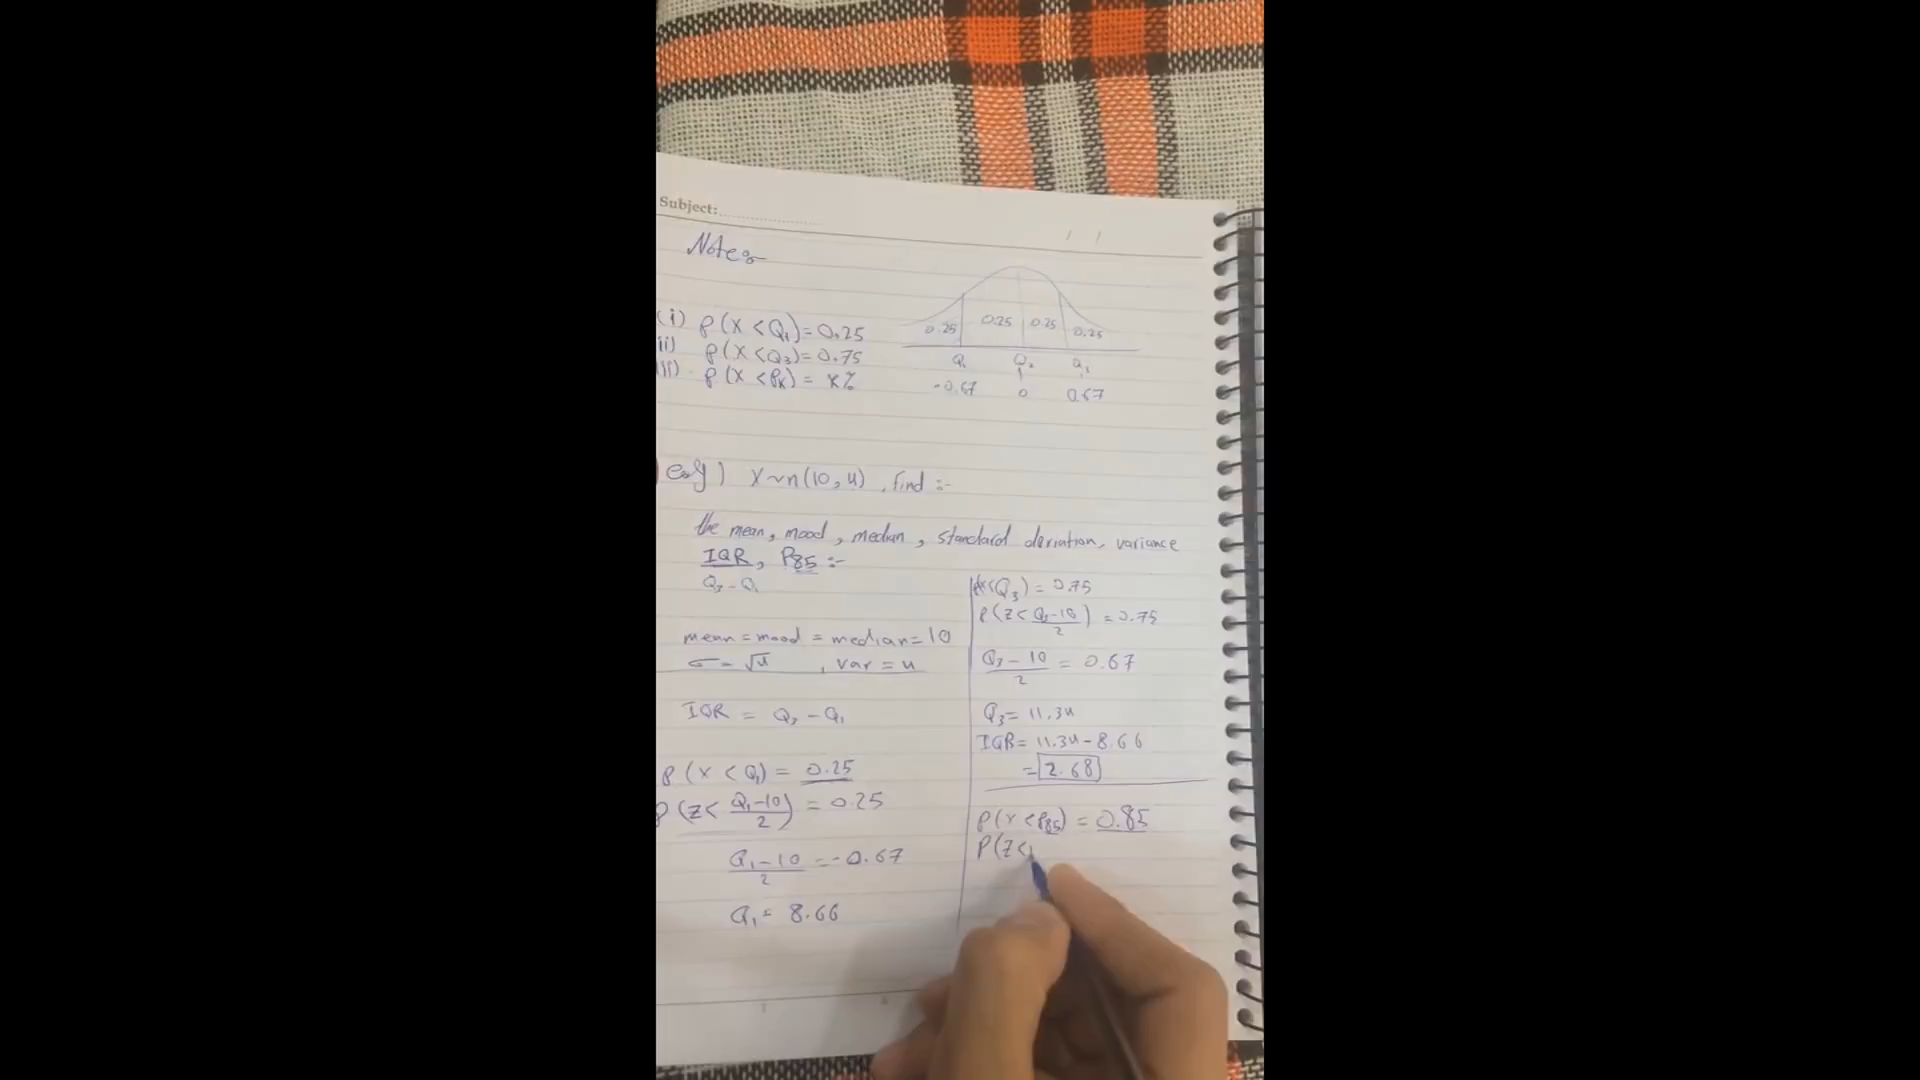 Subject:
Note:-
(i) P(X<Q₁)=0.25
ii) P(X<Q₃)=0.75
iii) P(X<Pₖ) = k%
0.25 0.25 0.25 0.25
Q₁ Q₂ Q₃
-0.67 0 0.67
e.g) X~n(10,4), find :-
the mean, mood, median, standard deviation, variance
IQR, P₈₅ :-
Q₃ - Q₁
mean = mood = median = 10
σ = √4 , var = 4
IQR = Q₃ - Q₁
P(X < Q₁) = 0.25
P(Z < (Q₁-10)/2) = 0.25
(Q₁-10)/2 = -0.67
Q₁ = 8.66
P(X<Q₃) = 0.75
P(Z < (Q₃-10)/2) = 0.75
(Q₃ - 10)/2 = 0.67
Q₃ = 11.34
IQR = 11.34 - 8.66
= 2.68
P(X < P₈₅) = 0.85
P(Z<